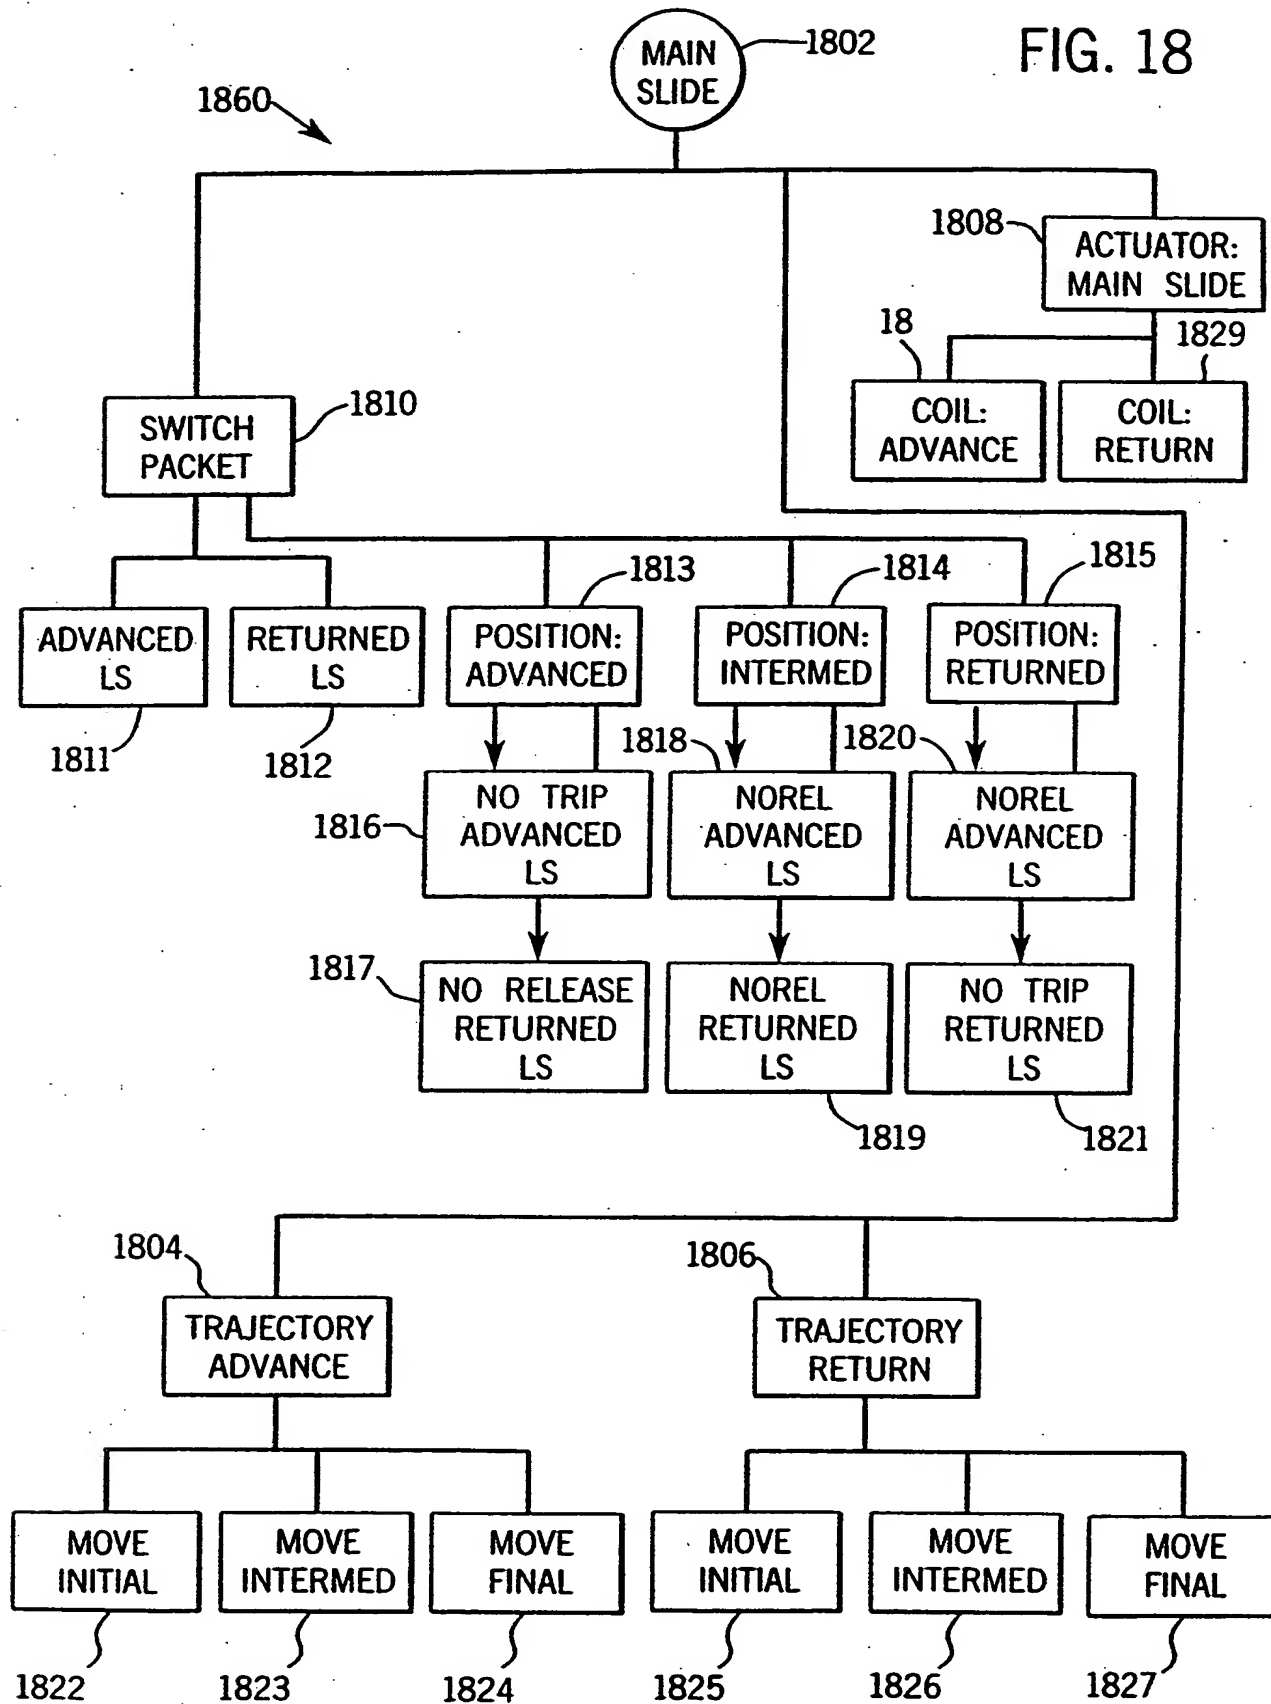 FIG. 18
MAIN
SLIDE
1802
1860
1808
ACTUATOR:
MAIN SLIDE
18
1829
COIL:
ADVANCE
COIL:
RETURN
1810
SWITCH
PACKET
1813
1814
1815
ADVANCED
LS
RETURNED
LS
POSITION:
ADVANCED
POSITION:
INTERMED
POSITION:
RETURNED
1811
1812
1818
1820
1816
NO TRIP
ADVANCED
LS
NOREL
ADVANCED
LS
NOREL
ADVANCED
LS
1817
NO RELEASE
RETURNED
LS
NOREL
RETURNED
LS
NO TRIP
RETURNED
LS
1819
1821
1804
1806
TRAJECTORY
ADVANCE
TRAJECTORY
RETURN
MOVE
INITIAL
MOVE
INTERMED
MOVE
FINAL
MOVE
INITIAL
MOVE
INTERMED
MOVE
FINAL
1822
1823
1824
1825
1826
1827